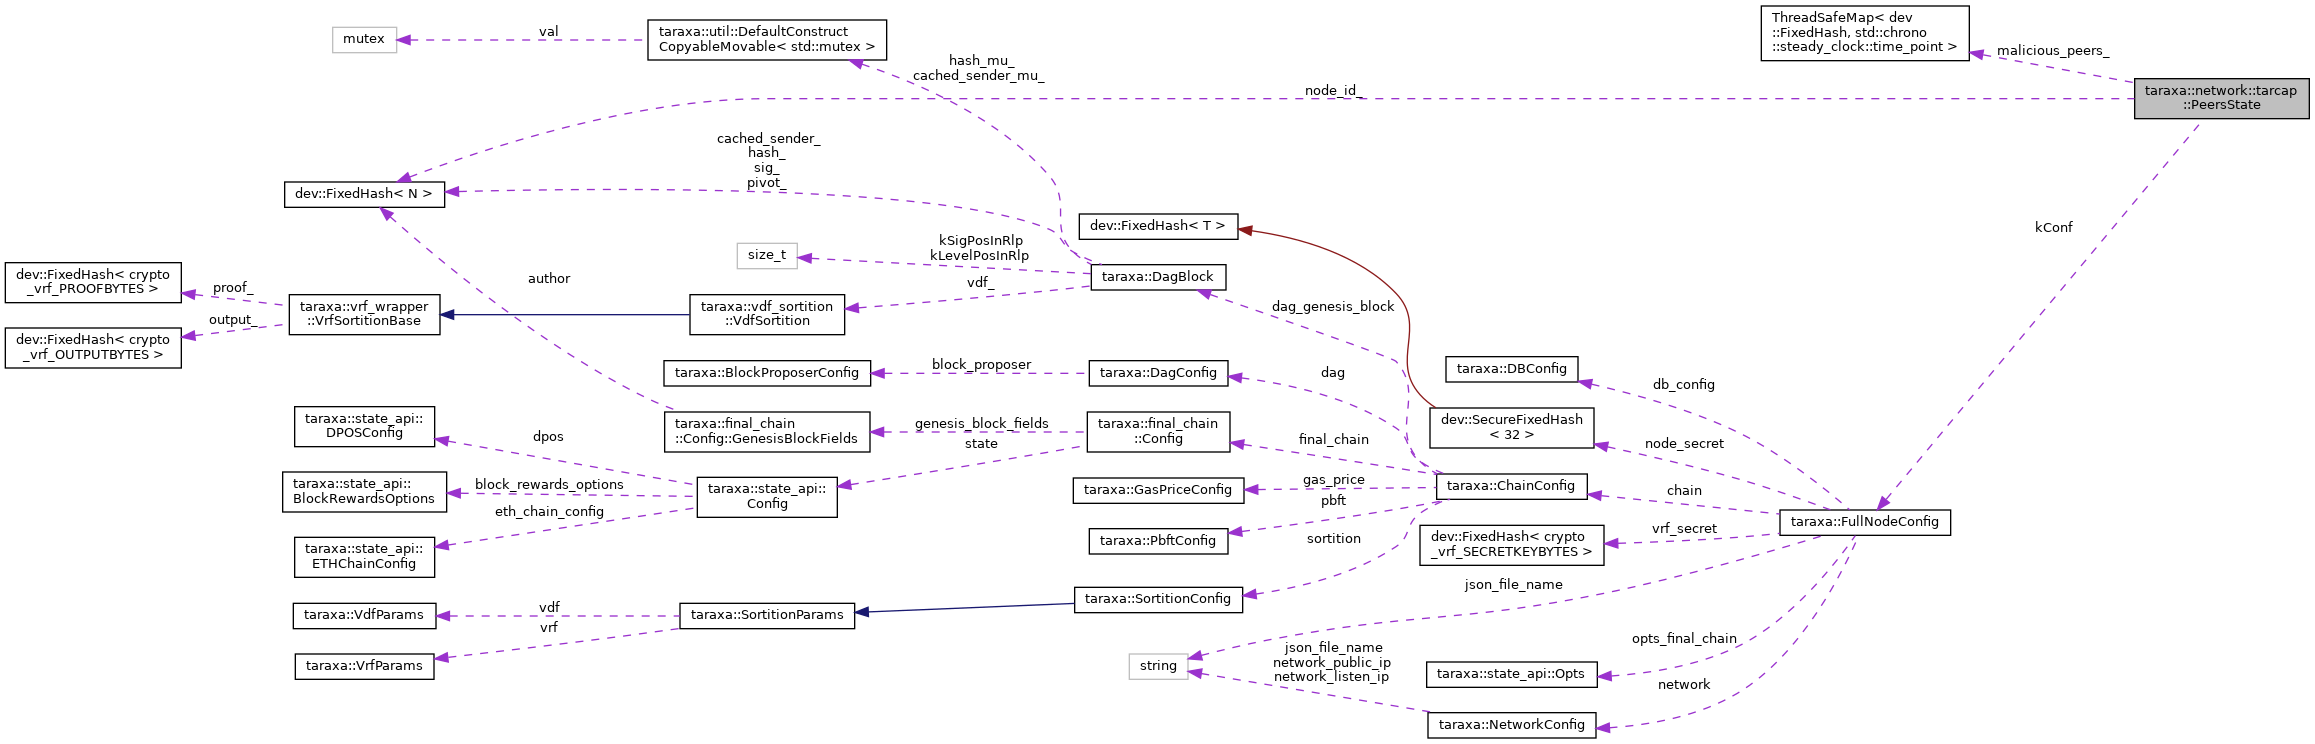 ThreadSafeMap< dev
::FixedHash, std::chrono
::steady_clock::time_point >
malicious_peers_
taraxa::network::tarcap
::PeersState
mutex
val
taraxa::util::DefaultConstruct
CopyableMovable< std::mutex >
hash_mu_
cached_sender_mu_
node_id_
cached_sender_
hash_
sig_
pivot_
dev::FixedHash< N >
dev::FixedHash< T >
kConf
size_t
kSigPosInRlp
kLevelPosInRlp
taraxa::DagBlock
vdf_
author
dev::FixedHash< crypto
_vrf_PROOFBYTES >
proof_
taraxa::vrf_wrapper
::VrfSortitionBase
output_
dev::FixedHash< crypto
_vrf_OUTPUTBYTES >
taraxa::vdf_sortition
::VdfSortition
dag_genesis_block
taraxa::BlockProposerConfig
block_proposer
taraxa::DagConfig
dag
taraxa::DBConfig
db_config
taraxa::state_api::
DPOSConfig
dpos
taraxa::final_chain
::Config::GenesisBlockFields
genesis_block_fields
state
taraxa::final_chain
::Config
final_chain
dev::SecureFixedHash
< 32 >
node_secret
taraxa::state_api::
BlockRewardsOptions
block_rewards_options
eth_chain_config
taraxa::state_api::
Config
taraxa::GasPriceConfig
gas_price
pbft
taraxa::ChainConfig
chain
taraxa::FullNodeConfig
taraxa::state_api::
ETHChainConfig
taraxa::PbftConfig
sortition
dev::FixedHash< crypto
_vrf_SECRETKEYBYTES >
vrf_secret
json_file_name
taraxa::VdfParams
vdf
vrf
taraxa::SortitionParams
taraxa::SortitionConfig
taraxa::VrfParams
string
json_file_name
network_public_ip
network_listen_ip
opts_final_chain
taraxa::state_api::Opts
network
taraxa::NetworkConfig